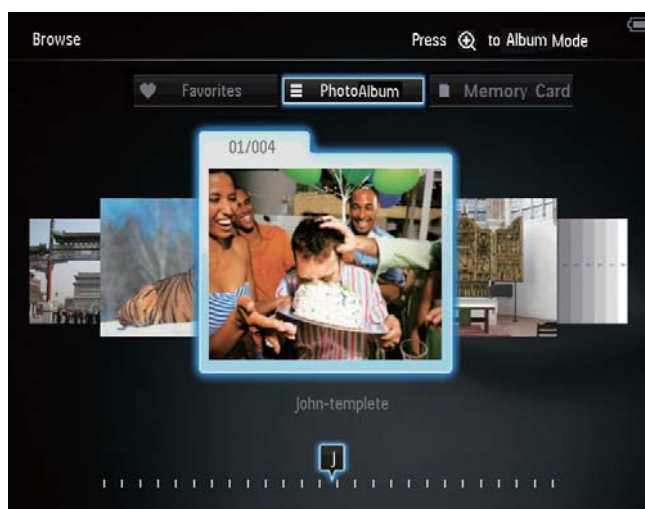 Browse
Press to Album Mode
Favorites
PhotoAlbum
Memory Card
01/004
John-templete
J